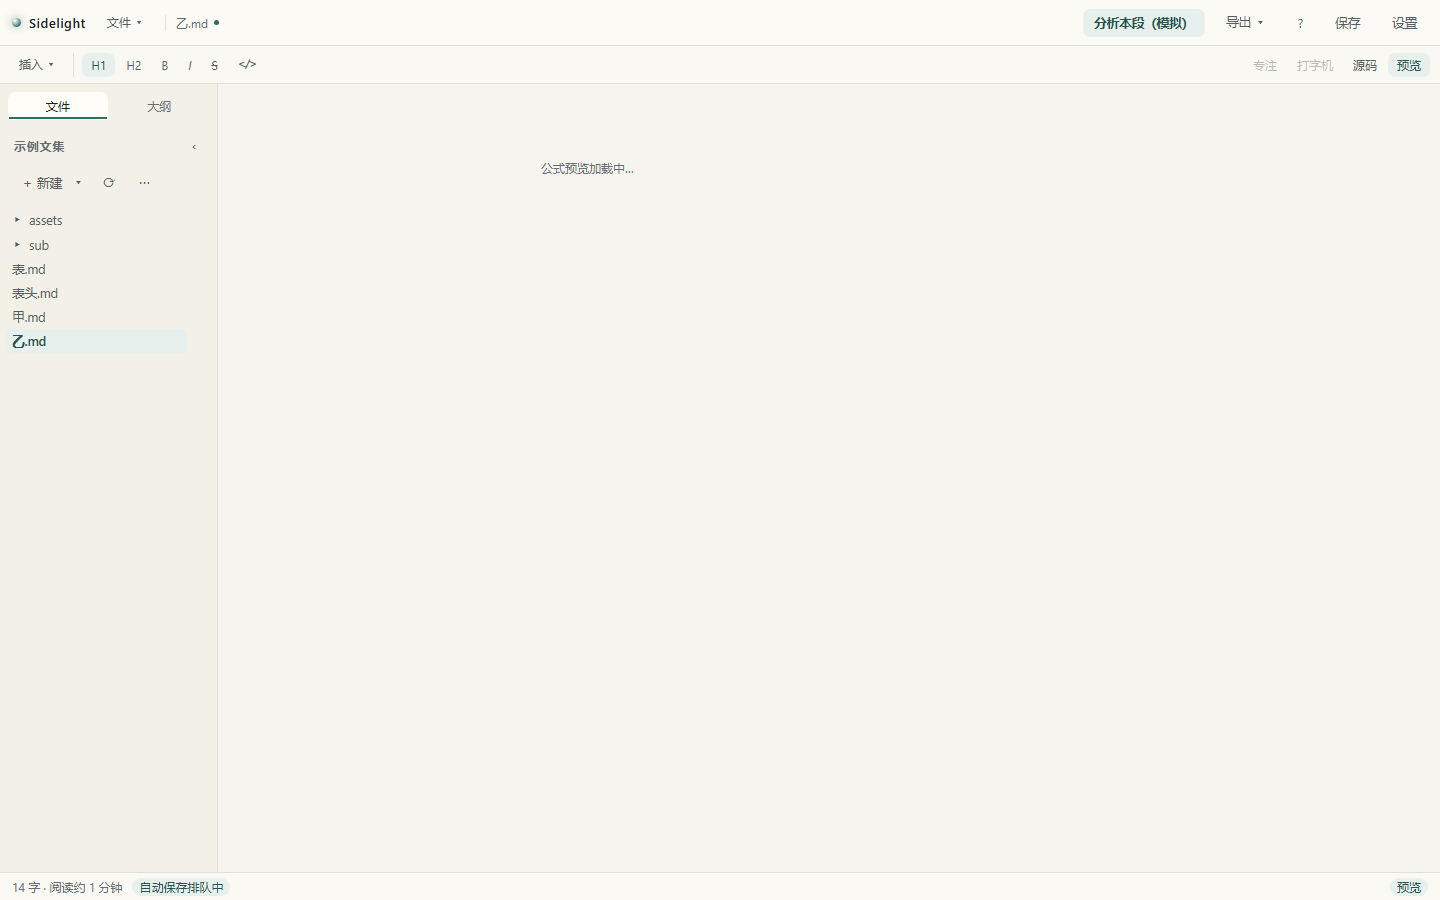 Sidelight 文件 乙.md 分析本段（模拟） 导出 ? 保存 设置
插入 H1 H2 B I S </> 专注 打字机 源码 预览
文件 大纲
示例文集
+ 新建 ...
assets
sub
表.md
表头.md
甲.md
乙.md
公式预览加载中...
14 字 · 阅读约 1 分钟 自动保存排队中 预览